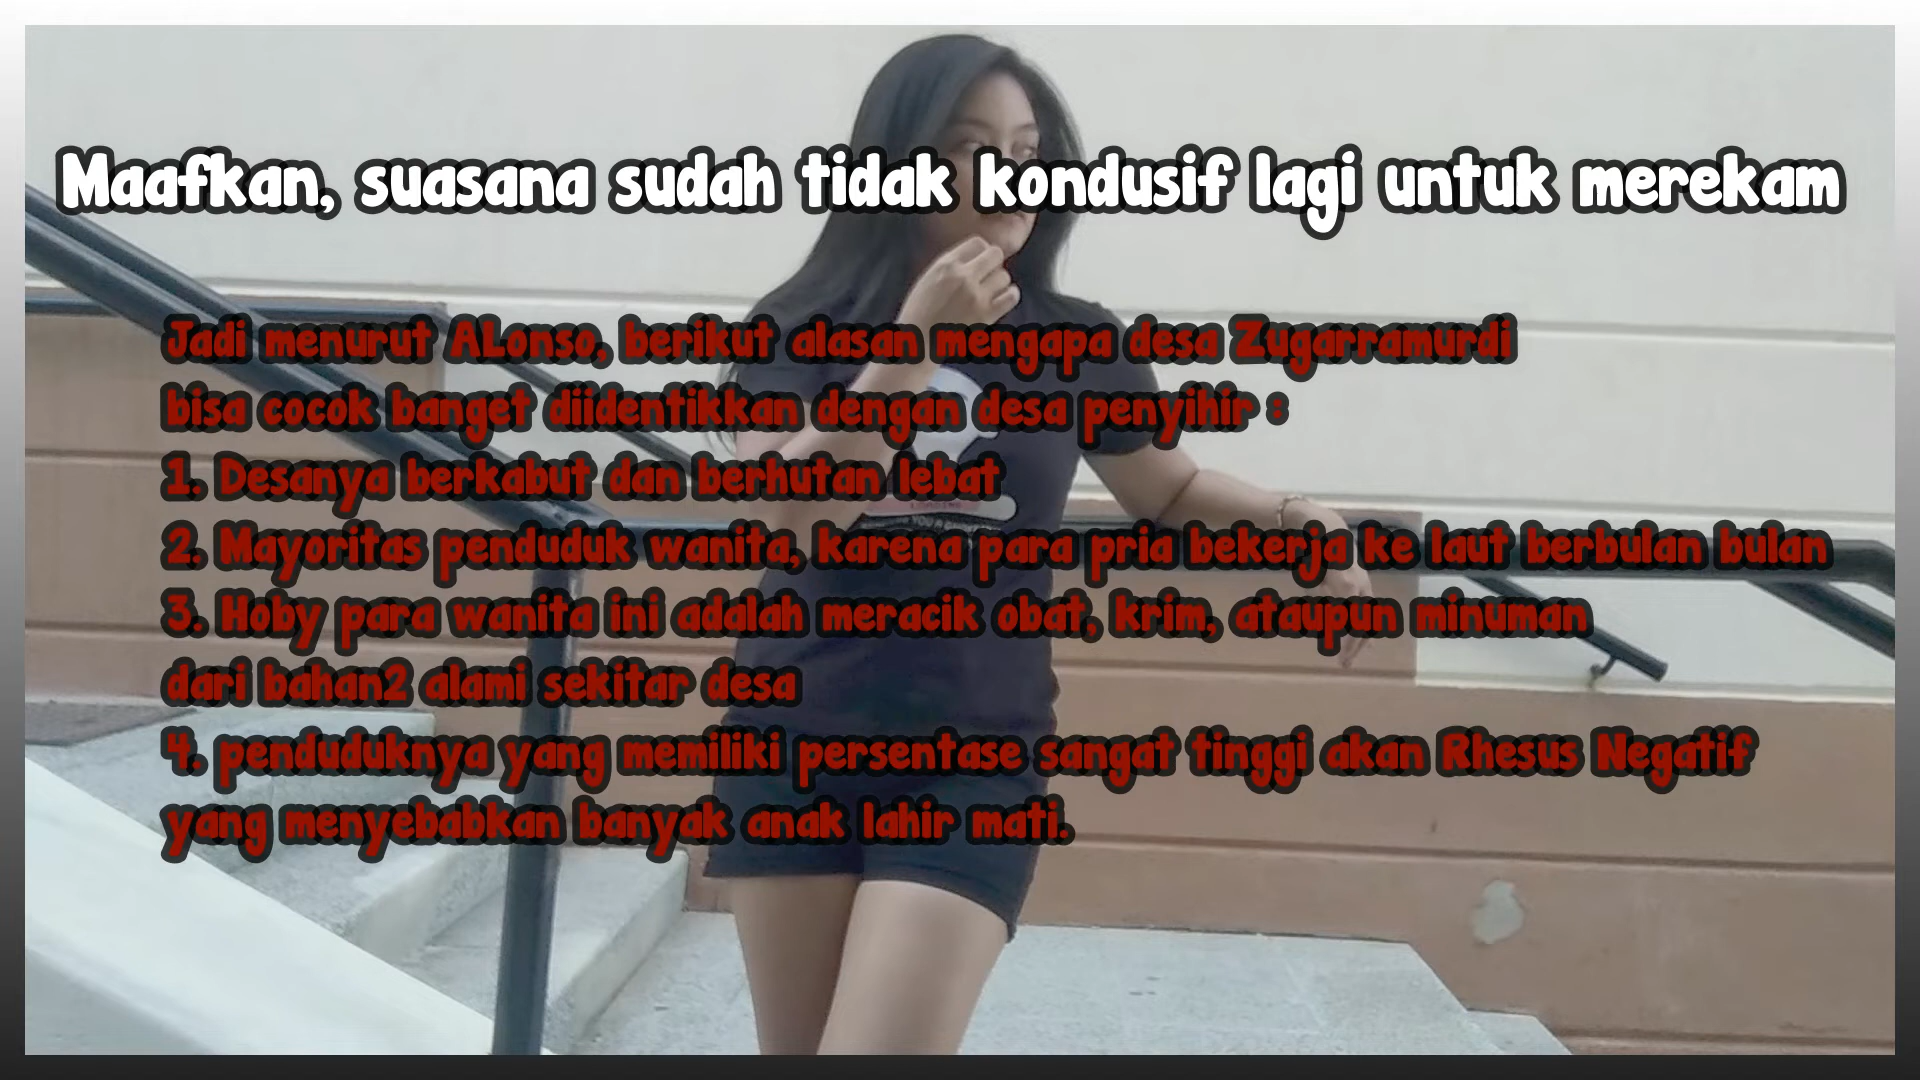 Maafkan, suasana sudah tidak kondusif lagi untuk merekam
Jadi menurut ALonso, berikut alasan mengapa desa Zugarramurdi
bisa cocok banget diidentikkan dengan desa penyihir :
1. Desanya berkabut dan berhutan lebat
2. Mayoritas penduduk wanita, karena para pria bekerja ke laut berbulan bulan
3. Hoby para wanita ini adalah meracik obat, krim, ataupun minuman
dari bahan2 alami sekitar desa
4. penduduknya yang memiliki persentase sangat tinggi akan Rhesus Negatif
yang menyebabkan banyak anak lahir mati.